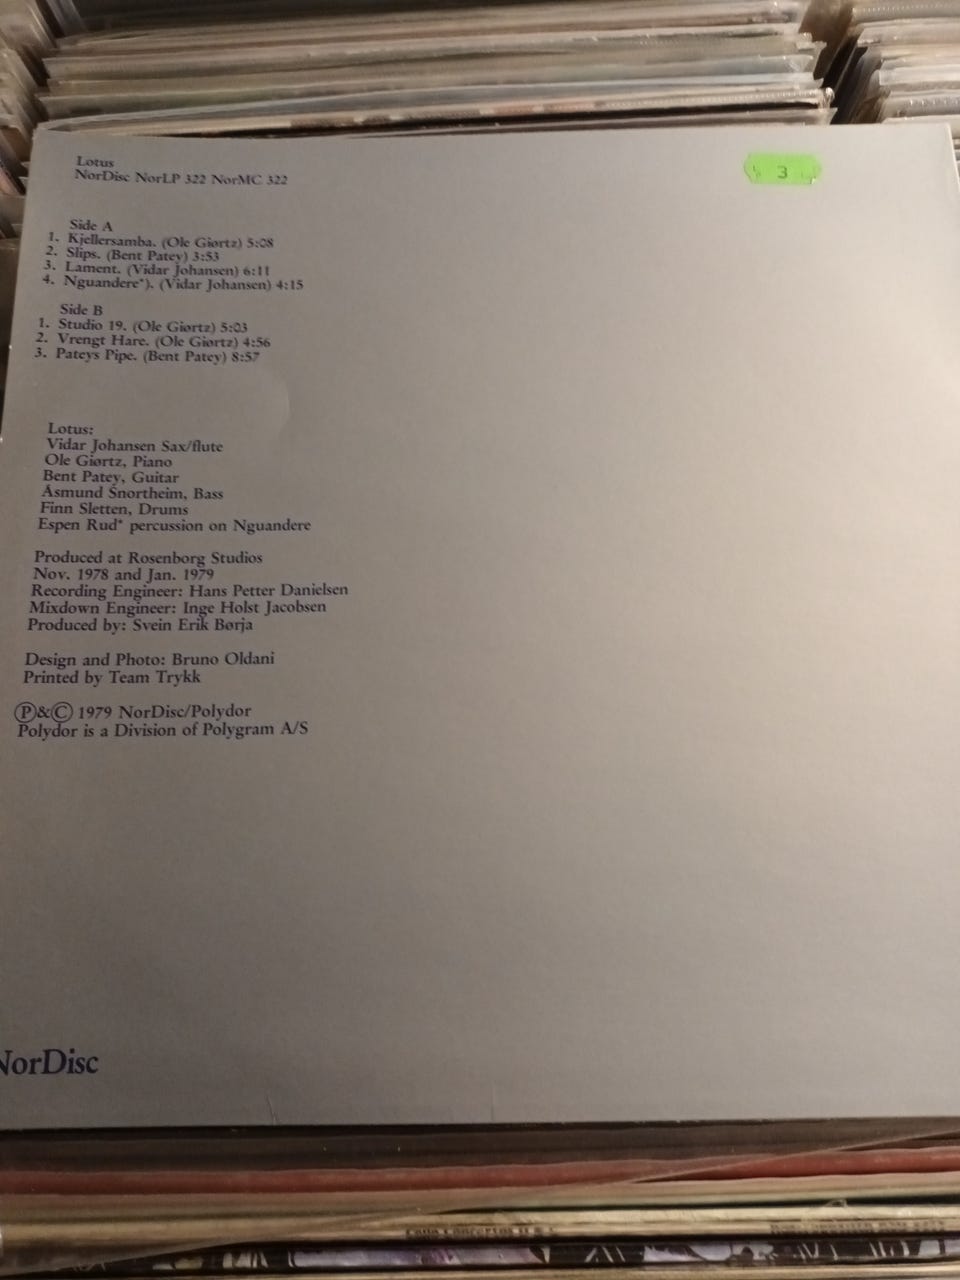 Lotus
NorDisc NorLP 322 NorMC 322
3
Side A
1. Kjellersamba. (Ole Giørtz) 5:08
2. Slips. (Bent Patey) 3:53
3. Lament. (Vidar Johansen) 6:11
4. Nguandere*). (Vidar Johansen) 4:15
Side B
1. Studio 19. (Ole Giørtz) 5:03
2. Vrengt Hare. (Ole Giørtz) 4:56
3. Pateys Pipe. (Bent Patey) 8:57
Lotus:
Vidar Johansen Sax/flute
Ole Giørtz, Piano
Bent Patey, Guitar
Åsmund Snortheim, Bass
Finn Sletten, Drums
Espen Rud* percussion on Nguandere
Produced at Rosenborg Studios
Nov. 1978 and Jan. 1979
Recording Engineer: Hans Petter Danielsen
Mixdown Engineer: Inge Holst Jacobsen
Produced by: Svein Erik Børja
Design and Photo: Bruno Oldani
Printed by Team Trykk
Ⓟ&Ⓒ 1979 NorDisc/Polydor
Polydor is a Division of Polygram A/S
NorDisc